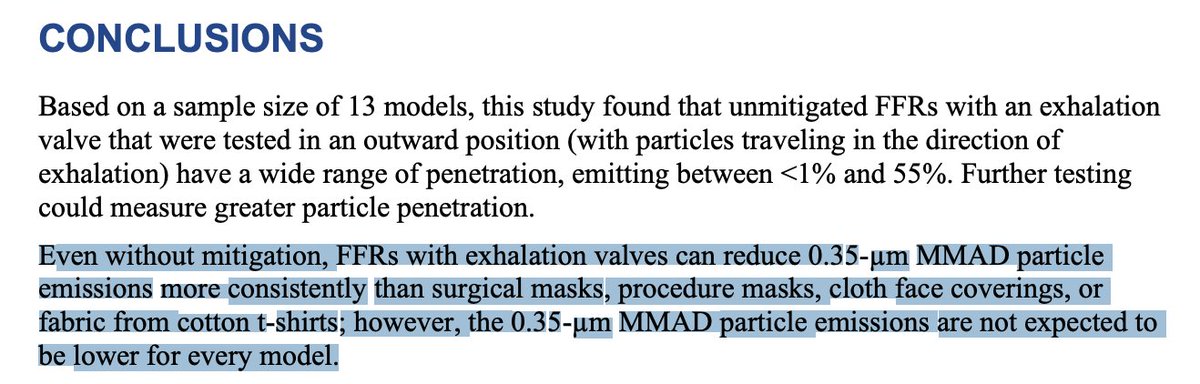 CONCLUSIONS
Based on a sample size of 13 models, this study found that unmitigated FFRs with an exhalation
valve that were tested in an outward position (with particles traveling in the direction of
exhalation) have a wide range of penetration, emitting between <1% and 55%. Further testing
could measure greater particle penetration.
Even without mitigation, FFRs with exhalation valves can reduce 0.35-μm MMAD particle
emissions more consistently than surgical masks, procedure masks, cloth face coverings, or
fabric from cotton t-shirts; however, the 0.35-μm MMAD particle emissions are not expected to
be lower for every model.